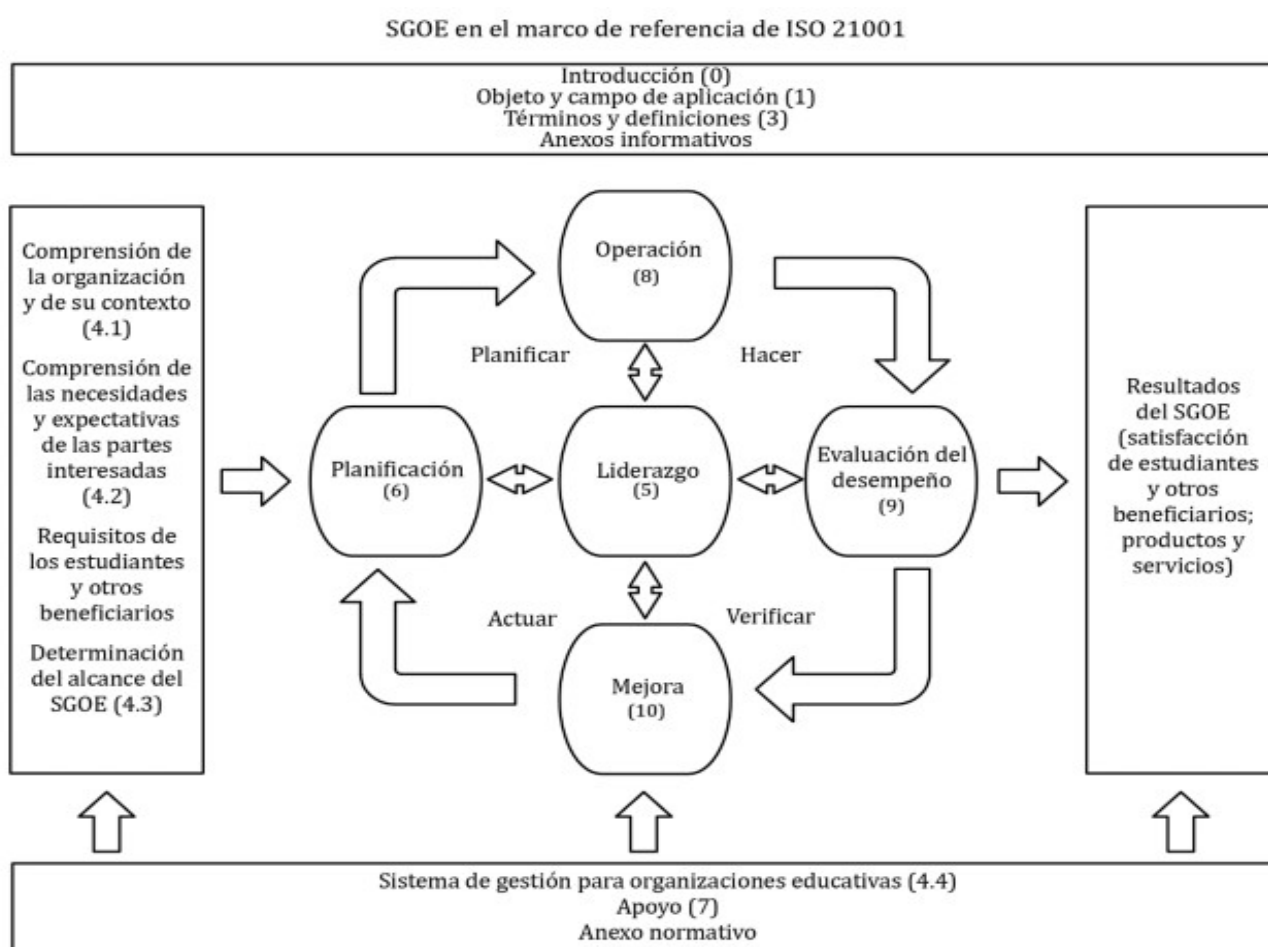 SGOE en el marco de referencia de ISO 21001
Introducción (0)
Objeto y campo de aplicación (1)
Términos y definiciones (3)
Anexos informativos
Comprensión de
la organización
y de su contexto
(4.1)
Comprensión de
las necesidades
y expectativas
de las partes
interesadas
(4.2)
Requisitos de
los estudiantes
y otros
beneficiarios
Determinación
del alcance del
SGOE (4.3)
Operación
(8)
Planificar
Hacer
Planificación
(6)
Liderazgo
(5)
Evaluación del
desempeño
(9)
Actuar
Verificar
Mejora
(10)
Resultados
del SGOE
(satisfacción
de estudiantes
y otros
beneficiarios;
productos y
servicios)
Sistema de gestión para organizaciones educativas (4.4)
Apoyo (7)
Anexo normativo